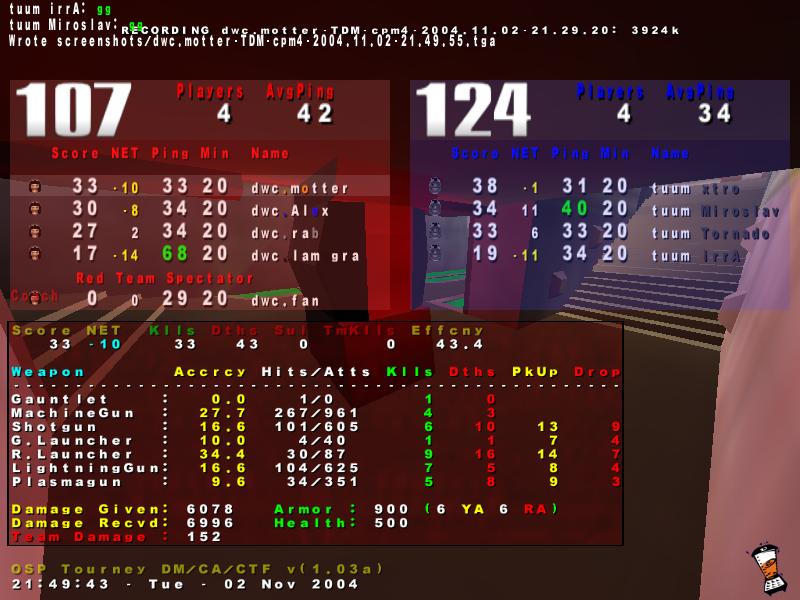 tuum irrA: gg
tuum Miroslav: gg
RECORDING dwc.motter-TDM-cpm4-2004.11.02-21.29.20: 3924k
Wrote screenshots/dwc,motter-TDM-cpm4-2004,11,02-21,49,55,tga
107 Players AvgPing
4 42
Score NET Ping Min Name
33 -10 33 20 dwc.motter
30 -8 34 20 dwc.Alex
27 2 34 20 dwc.rab
17 -14 68 20 dwc.lam gra
Red Team Spectator
Coach 0 0 29 20 dwc.fan
124 Players AvgPing
4 34
Score NET Ping Min Name
38 -1 31 20 tuum xtro
34 11 40 20 tuum Miroslav
33 6 33 20 tuum Tornado
19 -11 34 20 tuum irrA
Score NET Klls Dths Sui TmKlls Effcny
33 -10 33 43 0 0 43.4
Weapon Accrcy Hits/Atts Klls Dths PkUp Drop
Gauntlet : 0.0 1/0 1 0
MachineGun : 27.7 267/961 4 3
Shotgun : 16.6 101/605 6 10 13 9
G.Launcher : 10.0 4/40 1 1 7 4
R.Launcher : 34.4 30/87 9 16 14 7
LightningGun: 16.6 104/625 7 5 8 4
Plasmagun : 9.6 34/351 5 8 9 3
Damage Given: 6078 Armor : 900 (6 YA 6 RA)
Damage Recvd: 6996 Health: 500
Team Damage : 152
OSP Tourney DM/CA/CTF v(1.03a)
21:49:43 - Tue - 02 Nov 2004